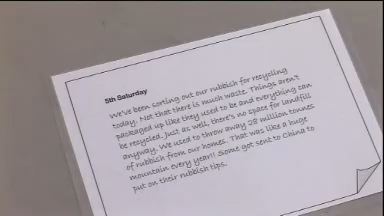 5th Saturday
We've been sorting out our rubbish for recycling
today. Not that there is much waste. Things aren't
packaged up like they used to be and everything can
be recycled. Just as well, there's no space for landfill
anyway. We used to throw away 28 million tonnes
of rubbish from our homes. That was like a huge
mountain every year!! Some got sent to China to
put on their rubbish tips.